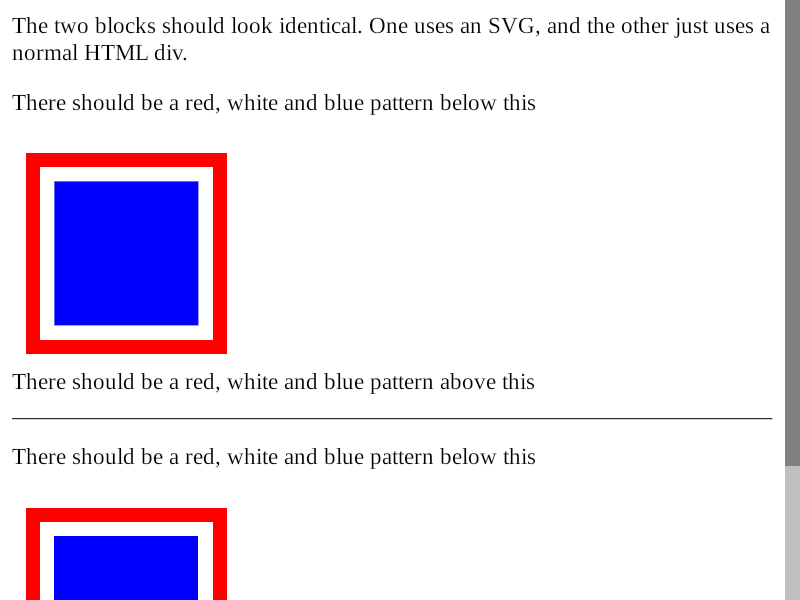 The two blocks should look identical. One uses an SVG, and the other just uses a
normal HTML div.
There should be a red, white and blue pattern below this
There should be a red, white and blue pattern above this
There should be a red, white and blue pattern below this